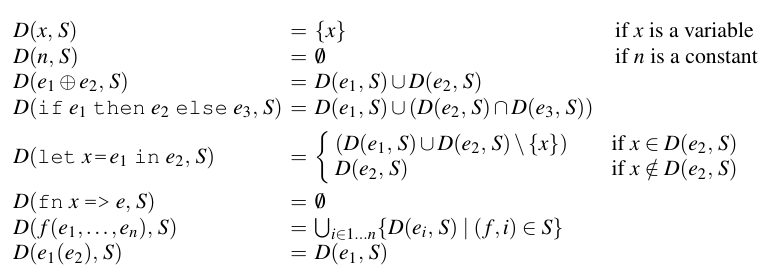 D(x, S) = {x} if x is a variable
D(n, S) = ∅ if n is a constant
D(e₁ ⊕ e₂, S) = D(e₁, S) ∪ D(e₂, S)
D(if e₁ then e₂ else e₃, S) = D(e₁, S) ∪ (D(e₂, S) ∩ D(e₃, S))
D(let x = e₁ in e₂, S) = { (D(e₁, S) ∪ D(e₂, S) \ {x}) if x ∈ D(e₂, S)
D(e₂, S) if x ∉ D(e₂, S)
D(fn x => e, S) = ∅
D(f(e₁, …, eₙ), S) = ⋃_{i∈1…n}{D(eᵢ, S) | (f, i) ∈ S}
D(e₁(e₂), S) = D(e₁, S)